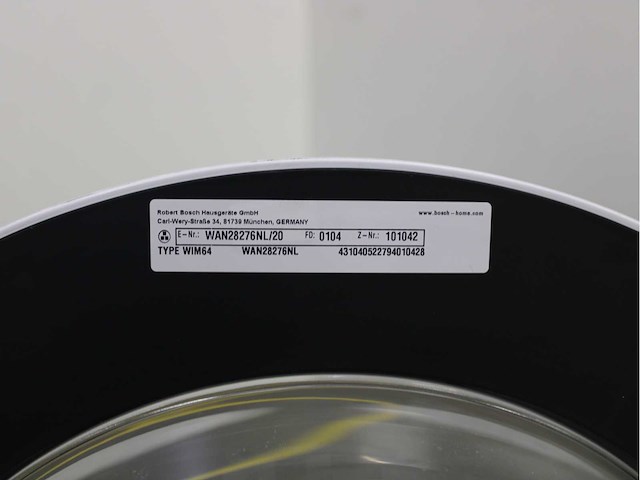 Robert Bosch Hausgeräte GmbH www.bosch-home.com
Carl-Wery-Straße 34, 81739 München, GERMANY
E-Nr.: WAN28276NL/20 FD: 0104 Z-Nr.: 101042
TYPE WIM64 WAN28276NL 431040522794010428